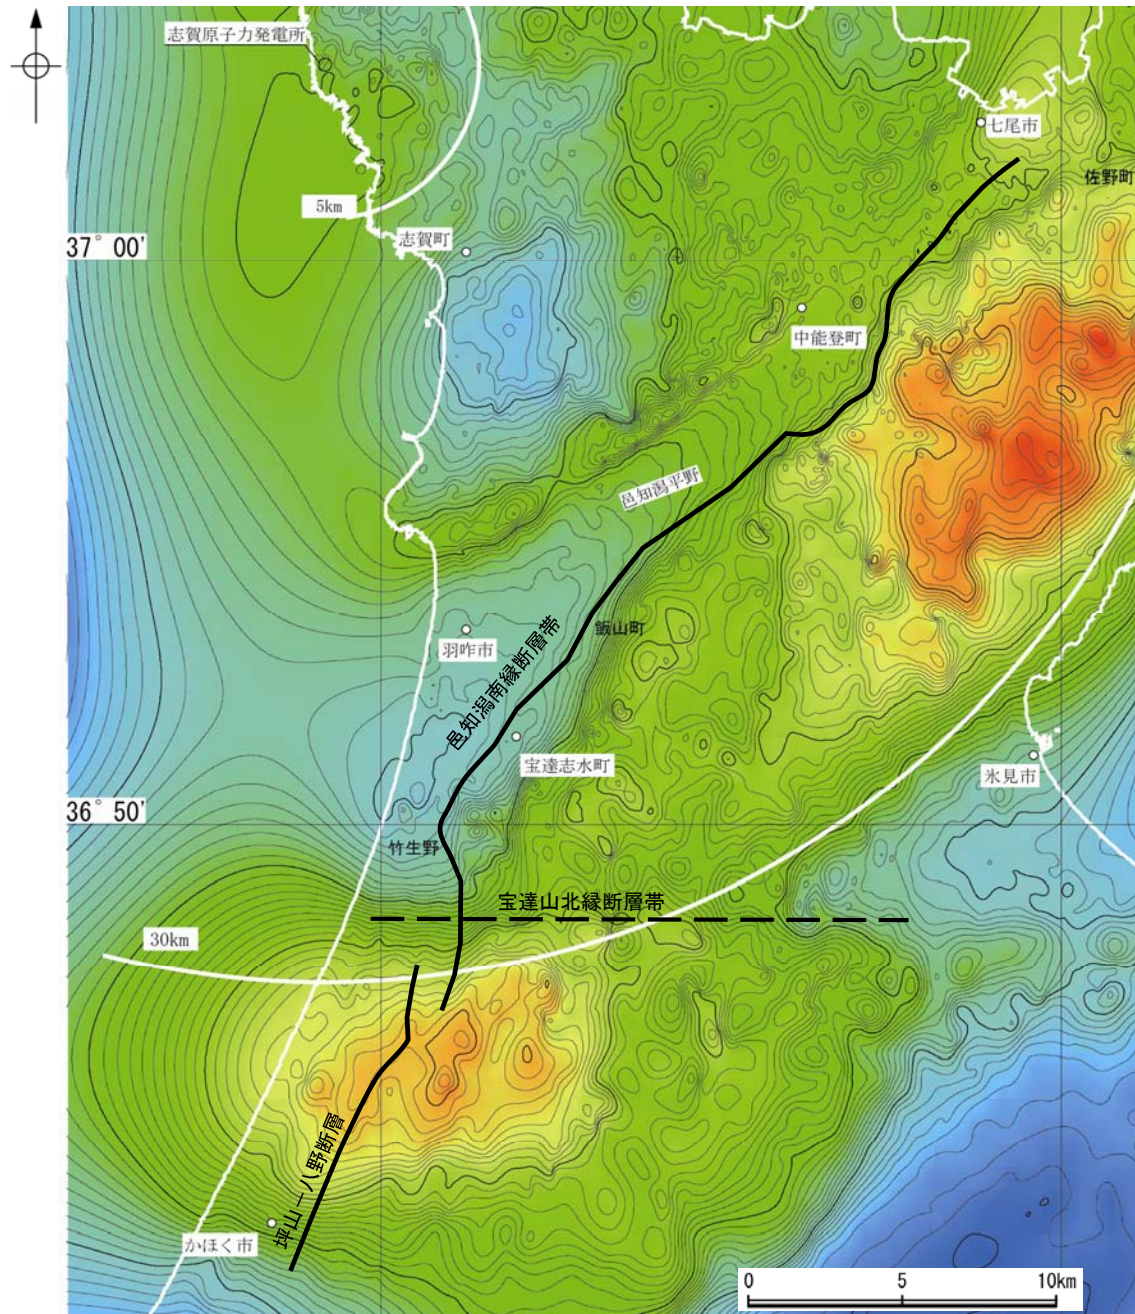 志賀原子力発電所
七尾市
佐野町
5km
志賀町
37° 00'
中能登町
邑知潟平野
飯山町
羽咋市
邑知潟南縁断層帯
宝達志水町
氷見市
36° 50'
竹生野
宝達山北縁断層帯
30km
坪山－八野断層
かほく市
0 5 10km